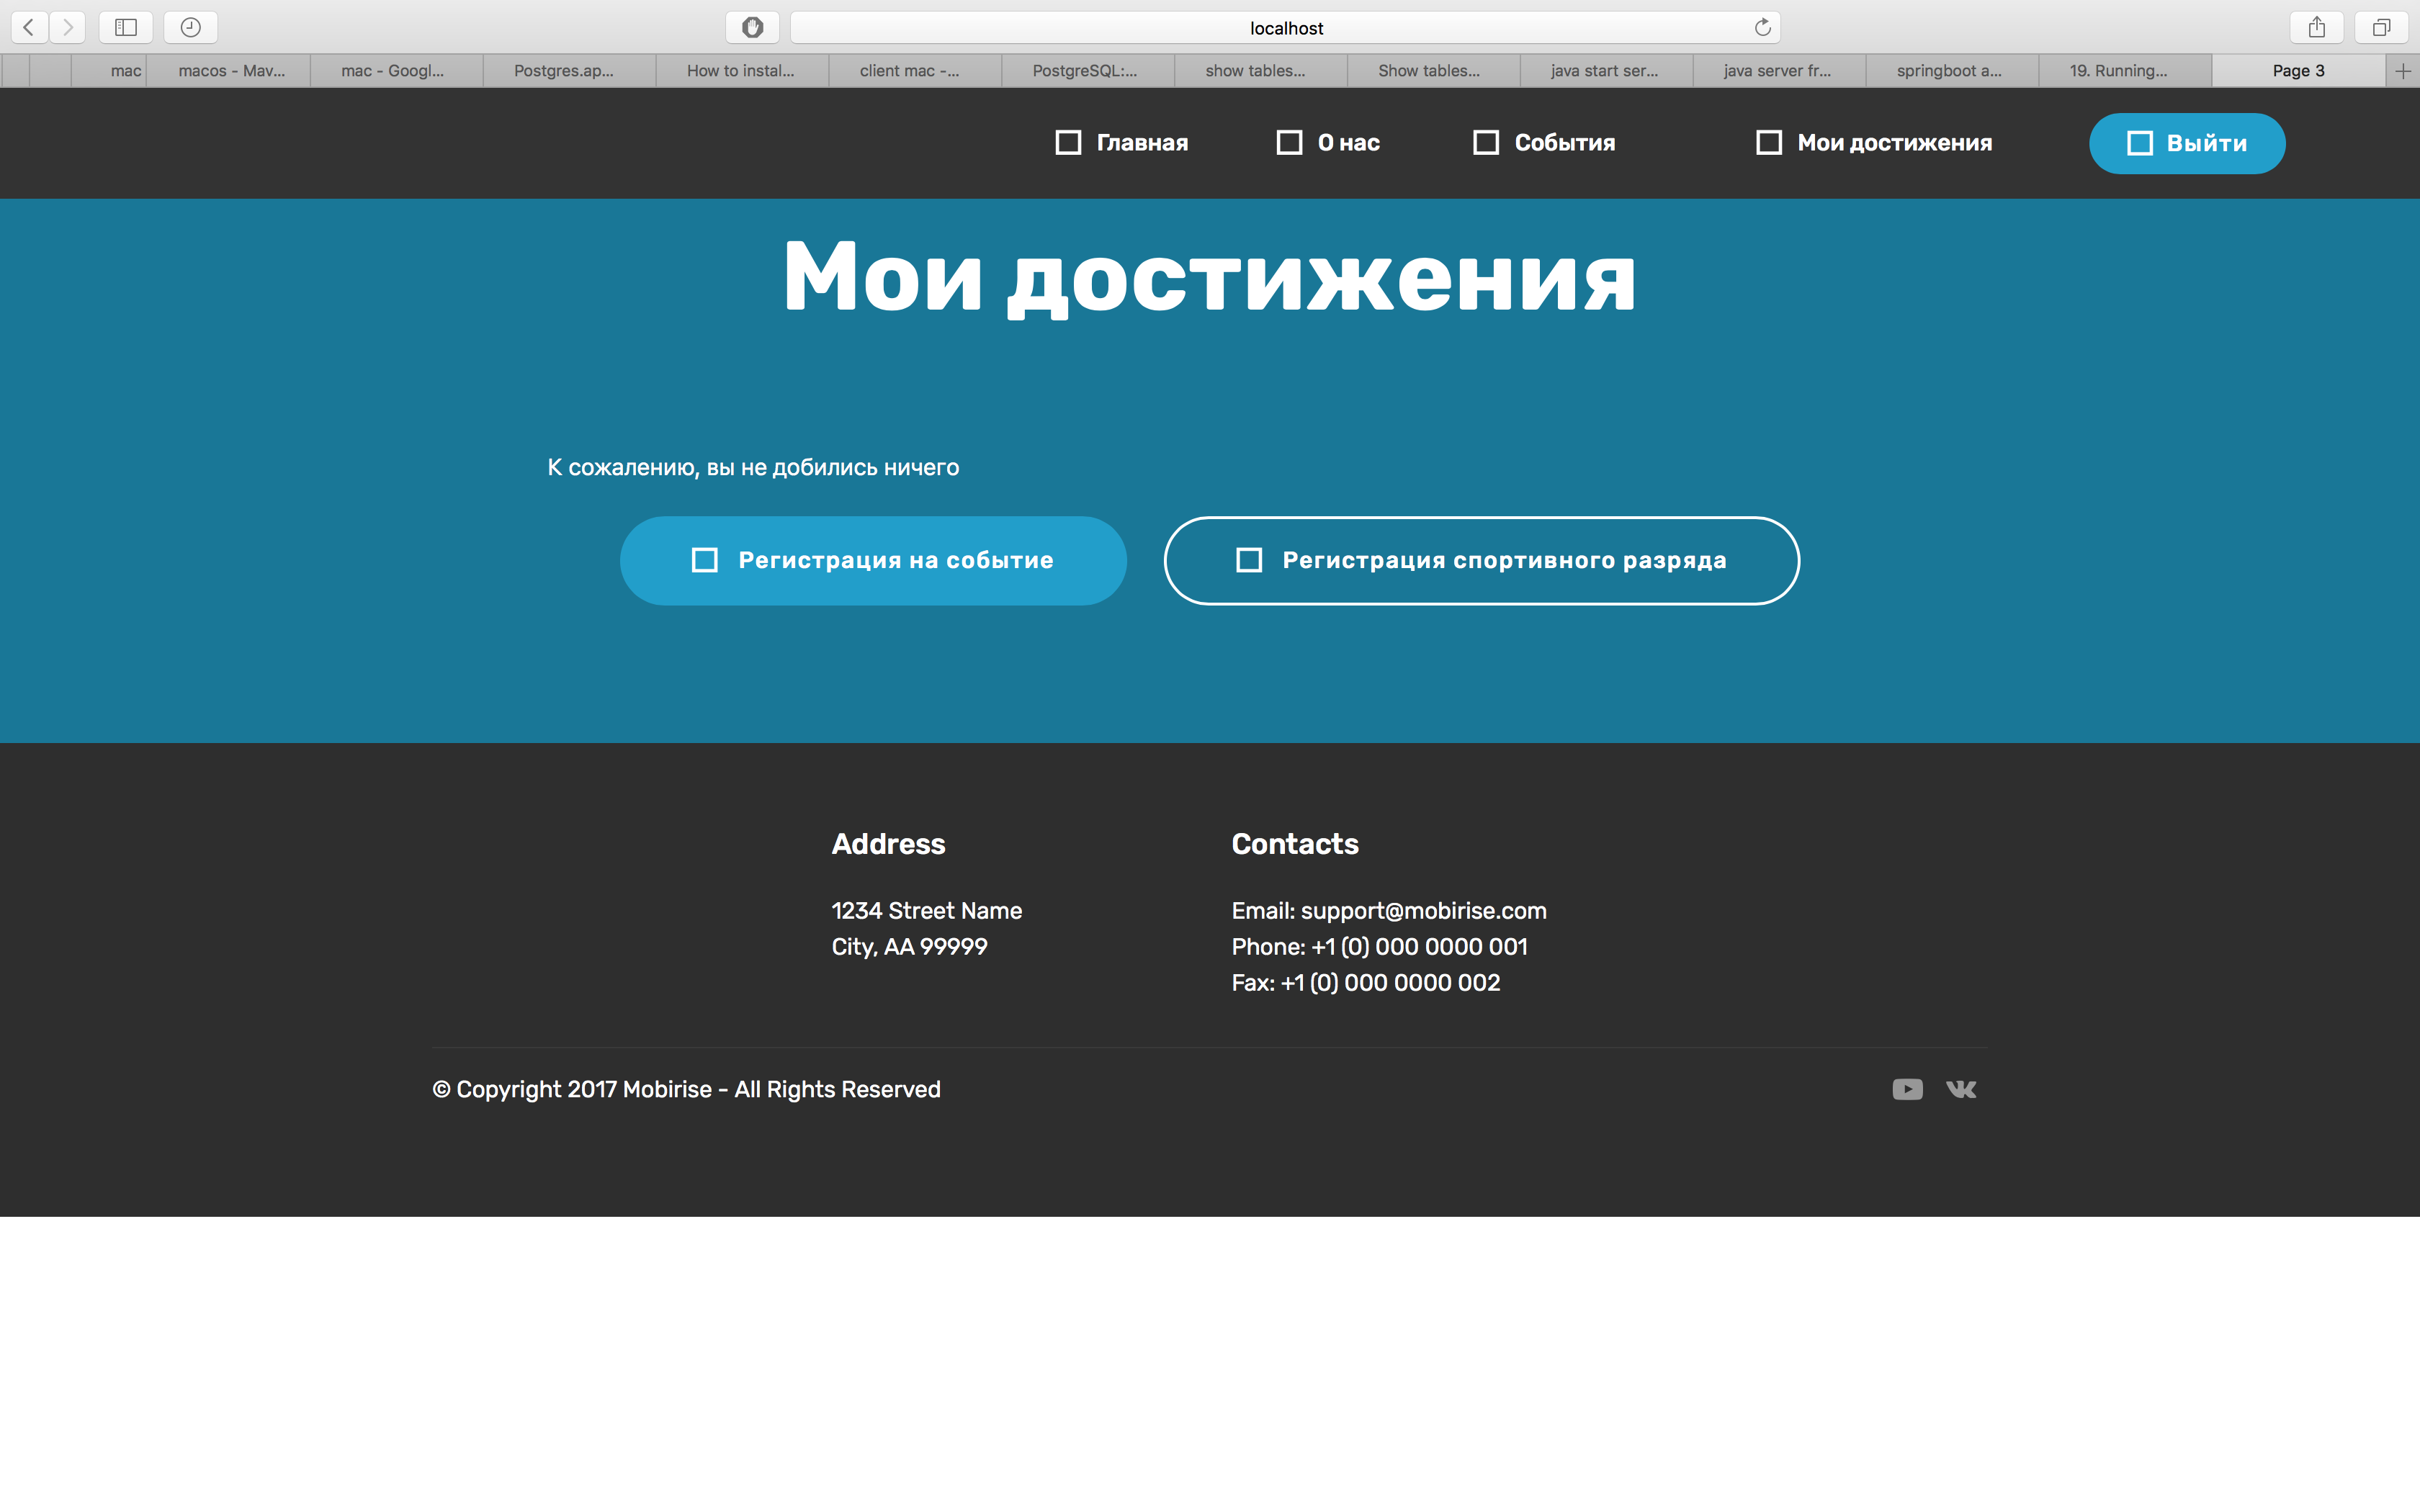 localhost
mac
macos - Mav...
mac - Googl...
Postgres.ap...
How to instal...
client mac -...
PostgreSQL:...
show tables...
Show tables...
java start ser...
java server fr...
springboot a...
19. Running...
Page 3
Главная
О нас
События
Мои достижения
Выйти
Мои достижения
К сожалению, вы не добились ничего
Регистрация на событие
Регистрация спортивного разряда
Address
1234 Street Name
City, AA 99999
Contacts
Email: support@mobirise.com
Phone: +1 (0) 000 0000 001
Fax: +1 (0) 000 0000 002
© Copyright 2017 Mobirise - All Rights Reserved